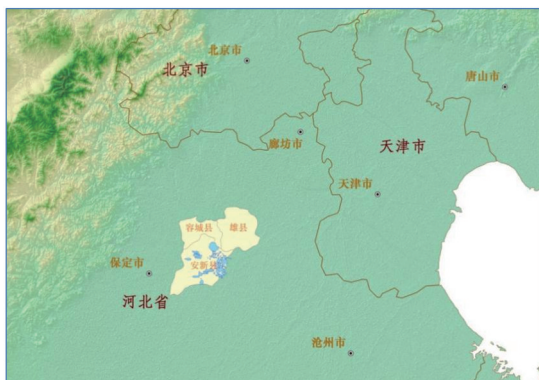 北京市
北京市
唐山市
廊坊市
天津市
天津市
容城县
雄县
安新县
保定市
河北省
沧州市